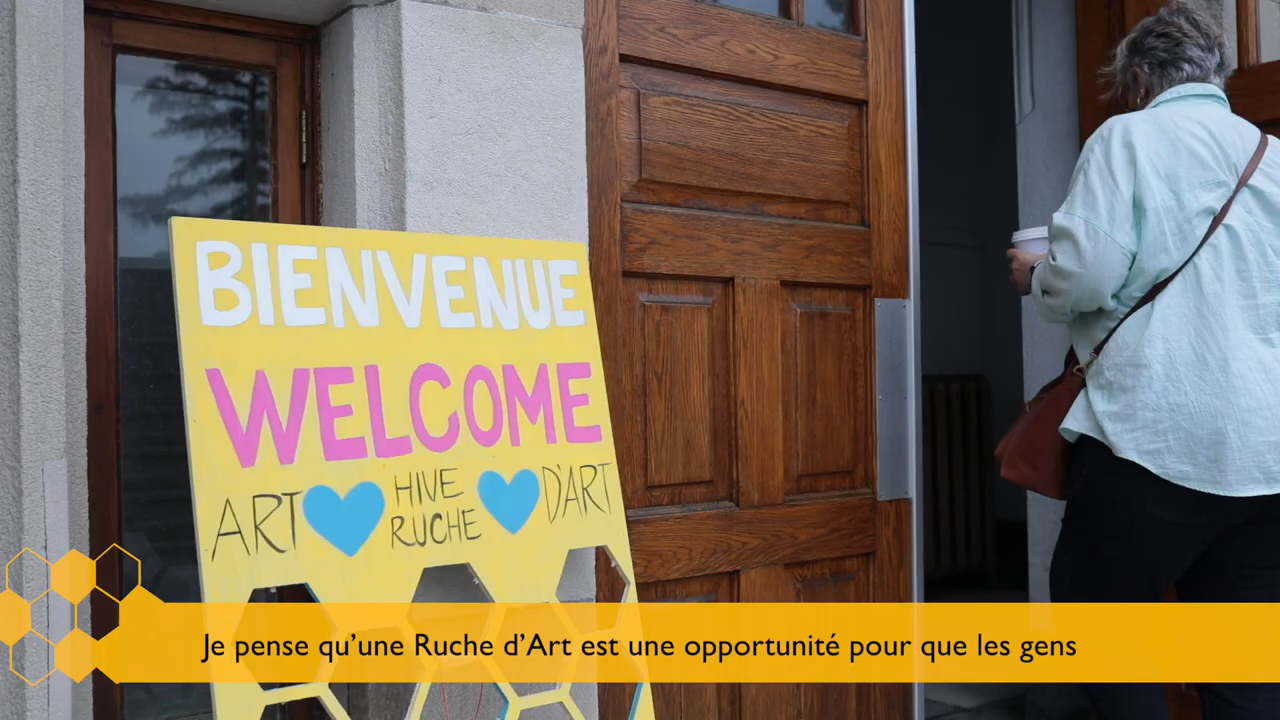 BIENVENUE
WELCOME
ART HIVE D'ART
RUCHE
Je pense qu’une Ruche d’Art est une opportunité pour que les gens